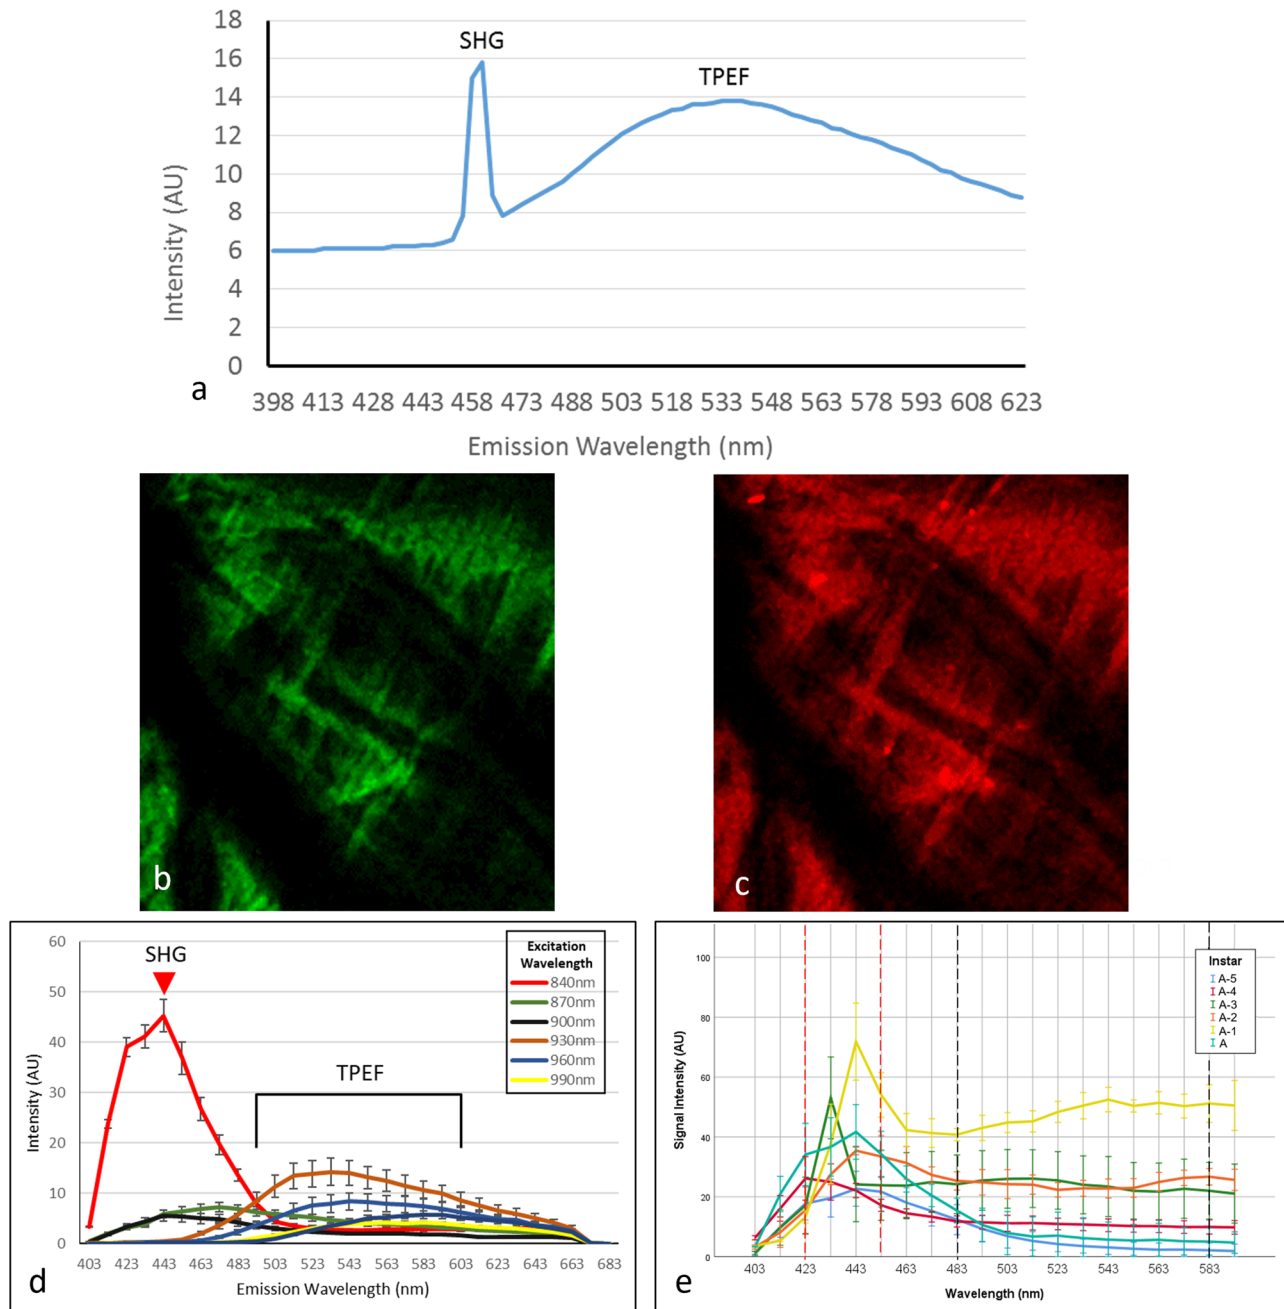 18
SHG
16
TPEF
14
12
10
8
6
4
2
0
Intensity (AU)
a
398 413 428 443 458 473 488 503 518 533 548 563 578 593 608 623
Emission Wavelength (nm)
b
c
60
SHG
50
40
30
TPEF
20
10
0
Intensity (AU)
Excitation
Wavelength
840nm
870nm
900nm
930nm
960nm
990nm
403 423 443 463 483 503 523 543 563 583 603 623 643 663 683
d
Emission Wavelength (nm)
100
80
60
40
20
0
Signal Intensity (AU)
Instar
A-5
A-4
A-3
A-2
A-1
A
403 423 443 463 483 503 523 543 563 583
e
Wavelength (nm)